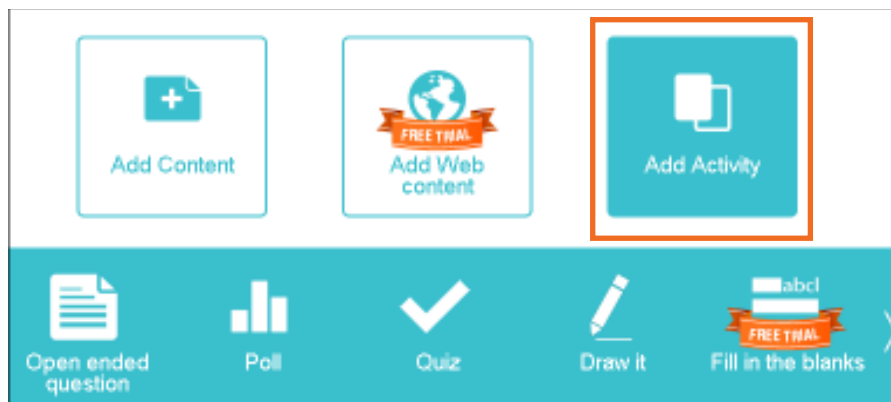 FREE TRIAL
Add Content
Add Web
content
Add Activity
abcl
FREE TRIAL
Open ended
question
Poll
Quiz
Draw it
Fill in the blanks